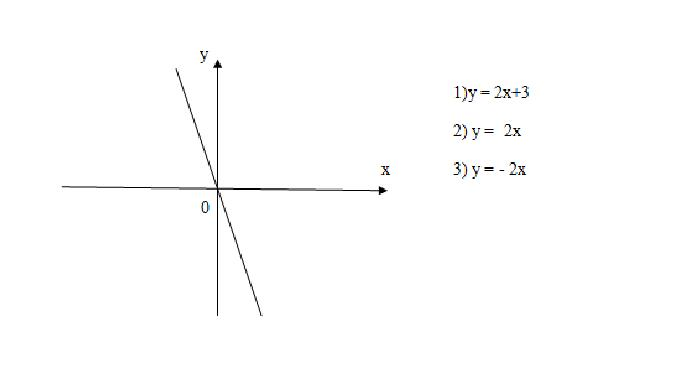 y
1)y = 2x+3
2) y =  2x
x
3) y = - 2x
0